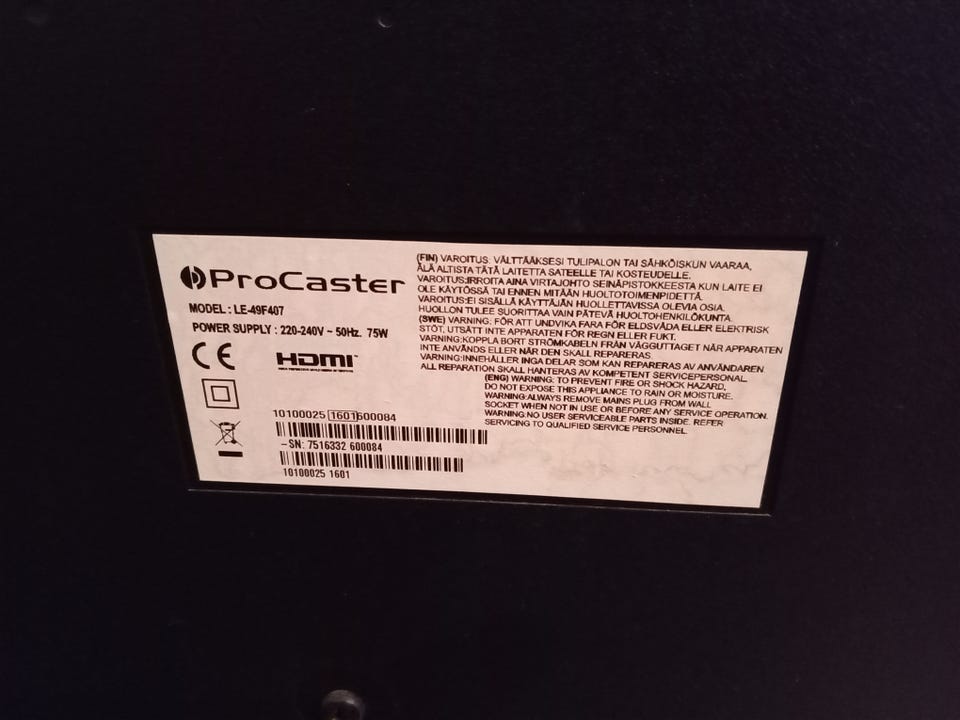 ProCaster
MODEL : LE-49F407
POWER SUPPLY : 220-240V ~ 50Hz. 75W
CE HDMI
10100025 1601600084
-SN: 7516332 600084
10100025 1601
(FIN) VAROITUS: VÄLTTÄÄKSESI TULIPALON TAI SÄHKÖISKUN VAARAA,
ÄLÄ ALTISTA TÄTÄ LAITETTA SATEELLE TAI KOSTEUDELLE.
VAROITUS:IRROITA AINA VIRTAJOHTO SEINÄPISTOKKEESTA KUN LAITE EI
OLE KÄYTÖSSÄ TAI ENNEN MITÄÄN HUOLTOTOIMENPIDETTÄ.
VAROITUS:EI SISÄLLÄ KÄYTTÄJÄN HUOLLETTAVISSA OLEVIA OSIA.
HUOLLON TULEE SUORITTAA VAIN PÄTEVÄ HUOLTOHENKILÖKUNTA.
(SWE) VARNING: FÖR ATT UNDVIKA FARA FÖR ELDSVÅDA ELLER ELEKTRISK
STÖT, UTSÄTT INTE APPARATEN FÖR REGN ELLER FUKT.
VARNING:KOPPLA BORT STRÖMKABELN FRÅN VÄGGUTTAGET NÄR APPARATEN
INTE ANVÄNDS ELLER NÄR DEN SKALL REPARERAS.
VARNING:INNEHÅLLER INGA DELAR SOM KAN REPARERAS AV ANVÄNDAREN
ALL REPARATION SKALL HANTERAS AV KOMPETENT SERVICEPERSONAL.
(ENG) WARNING: TO PREVENT FIRE OR SHOCK HAZARD,
DO NOT EXPOSE THIS APPLIANCE TO RAIN OR MOISTURE.
WARNING:ALWAYS REMOVE MAINS PLUG FROM WALL
SOCKET WHEN NOT IN USE OR BEFORE ANY SERVICE OPERATION.
WARNING:NO USER SERVICEABLE PARTS INSIDE. REFER
SERVICING TO QUALIFIED SERVICE PERSONNEL.